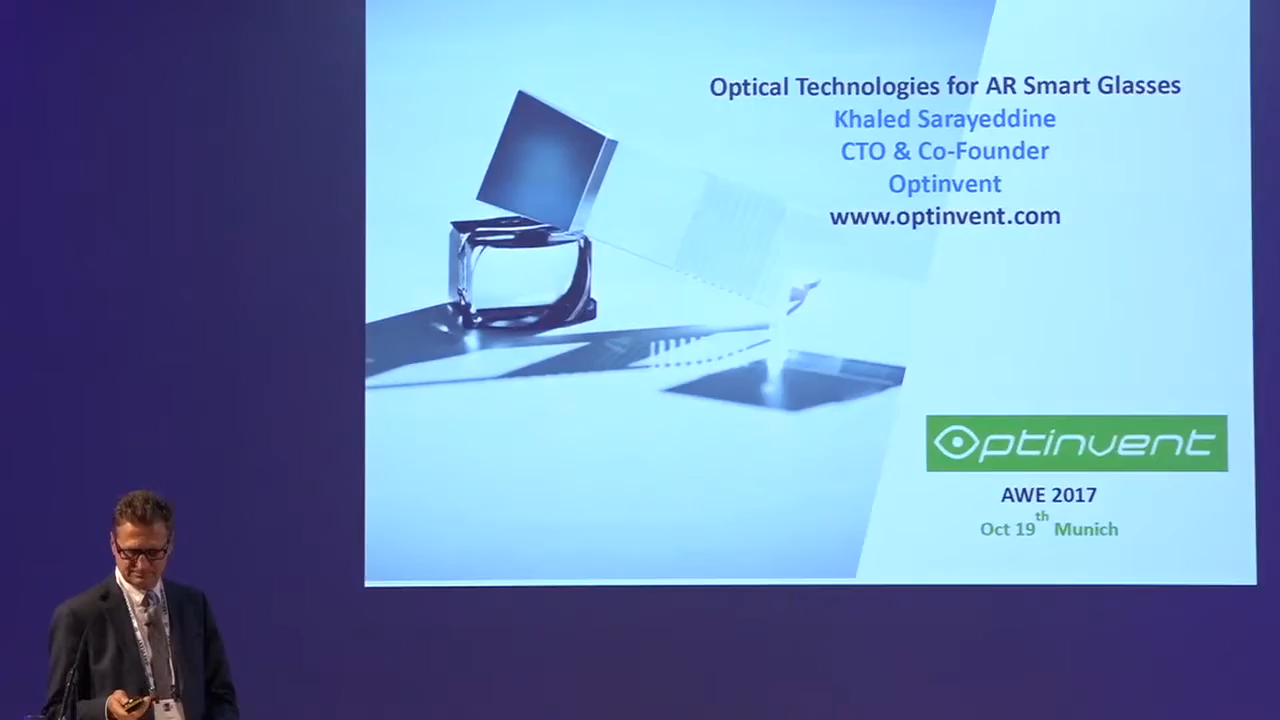 Optical Technologies for AR Smart Glasses
Khaled Sarayeddine
CTO & Co-Founder
Optinvent
www.optinvent.com
Optinvent
AWE 2017
Oct 19th Munich